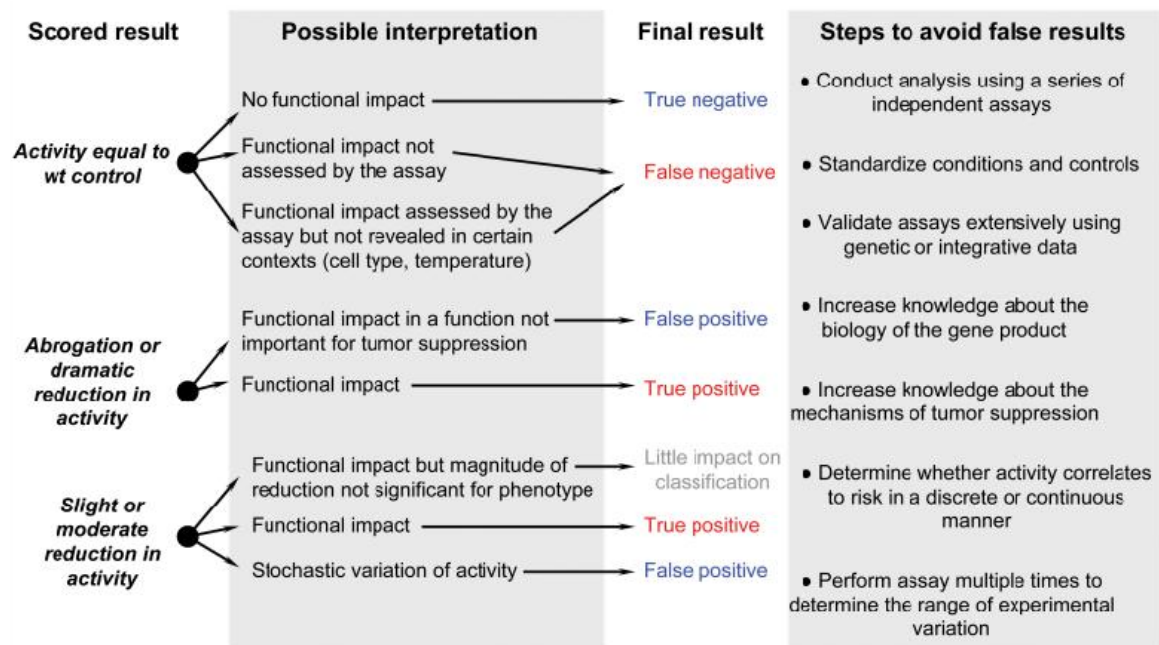 Scored result
Possible interpretation
Final result
Steps to avoid false results
Activity equal to
wt control
No functional impact
True negative
Functional impact not
assessed by the assay
False negative
Functional impact assessed by the
assay but not revealed in certain
contexts (cell type, temperature)
Abrogation or
dramatic
reduction in
activity
Functional impact in a function not
important for tumor suppression
False positive
Functional impact
True positive
Slight or
moderate
reduction in
activity
Functional impact but magnitude of
reduction not significant for phenotype
Little impact on
classification
Functional impact
True positive
Stochastic variation of activity
False positive
• Conduct analysis using a series of
independent assays
• Standardize conditions and controls
• Validate assays extensively using
genetic or integrative data
• Increase knowledge about the
biology of the gene product
• Increase knowledge about the
mechanisms of tumor suppression
• Determine whether activity correlates
to risk in a discrete or continuous
manner
• Perform assay multiple times to
determine the range of experimental
variation